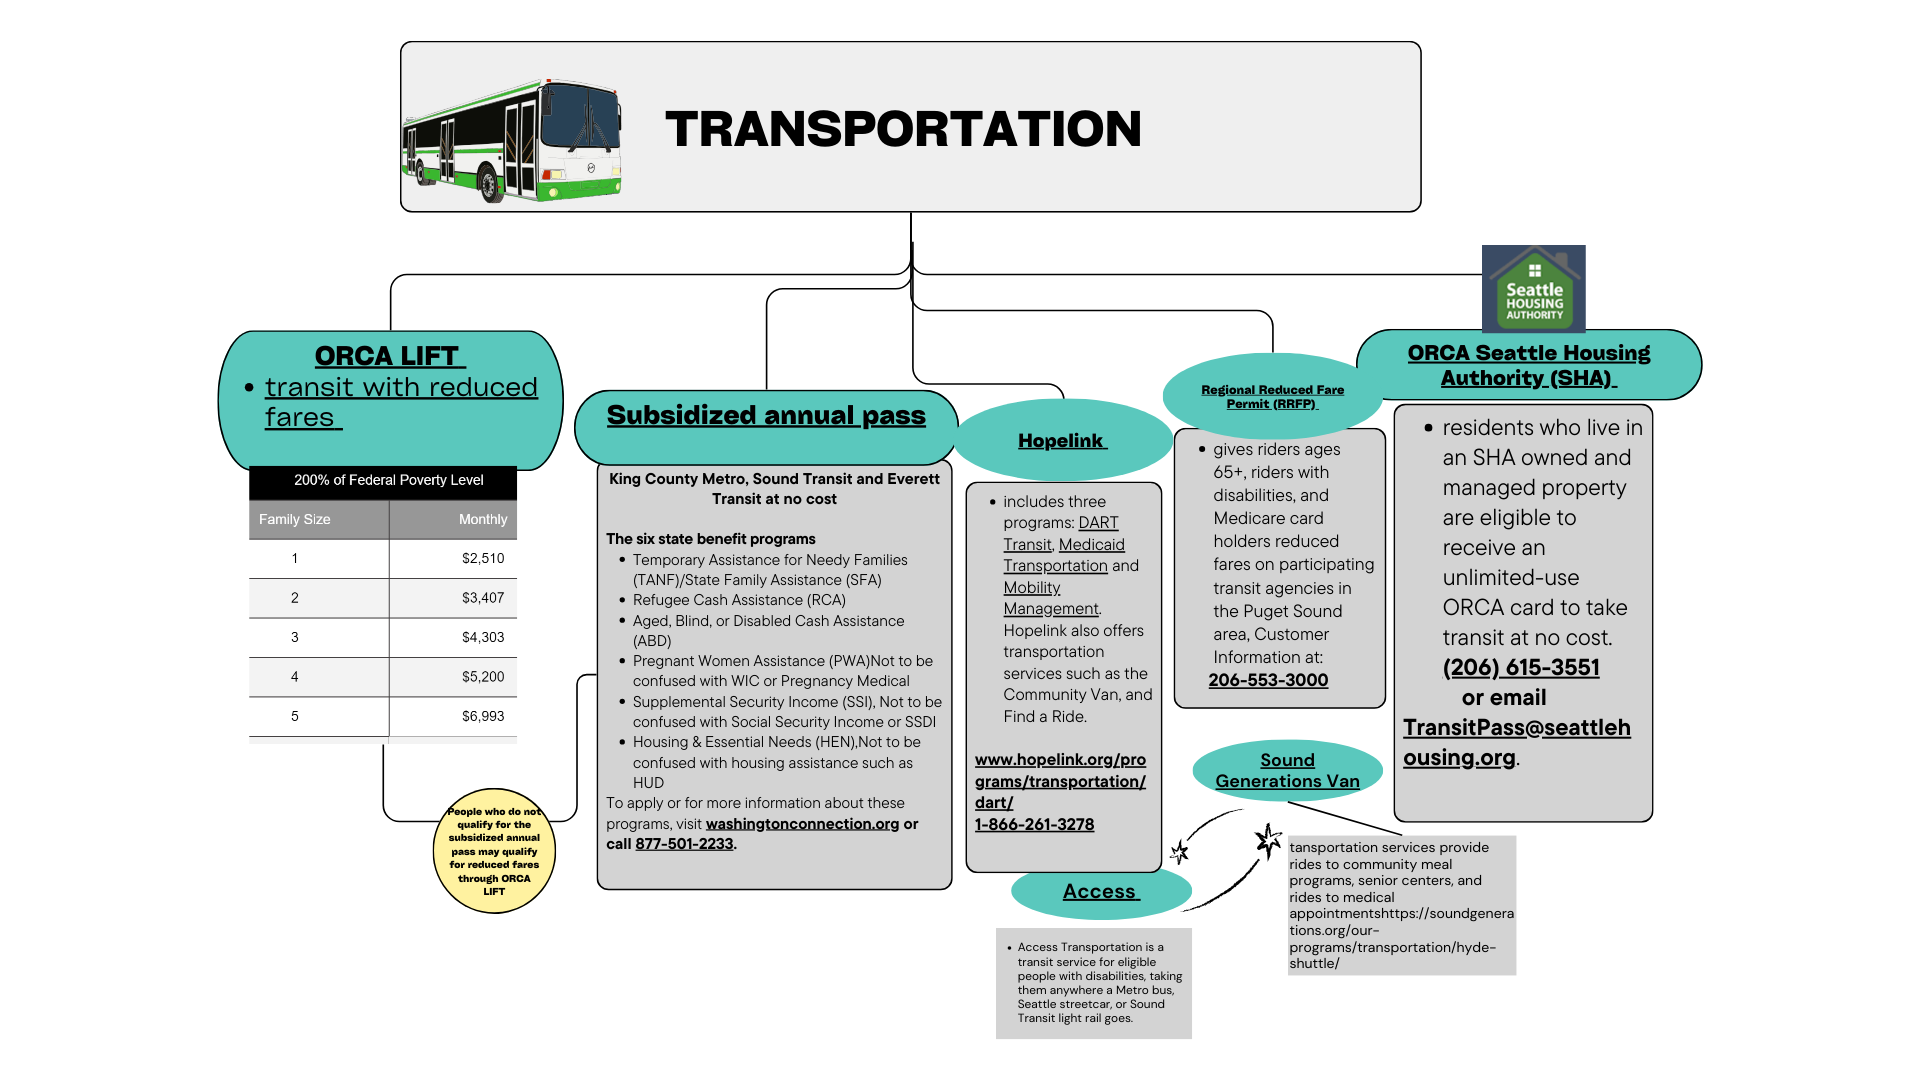 TRANSPORTATION
Seattle
HOUSING
AUTHORITY
ORCA LIFT
• transit with reduced
fares
200% of Federal Poverty Level
Family Size Monthly
1 $2,510
2 $3,407
3 $4,303
4 $5,200
5 $6,993
People who do not
qualify for the
subsidized annual
pass may qualify
for reduced fares
through ORCA
LIFT
Subsidized annual pass
King County Metro, Sound Transit and Everett
Transit at no cost
The six state benefit programs
• Temporary Assistance for Needy Families
(TANF)/State Family Assistance (SFA)
• Refugee Cash Assistance (RCA)
• Aged, Blind, or Disabled Cash Assistance
(ABD)
• Pregnant Women Assistance (PWA)Not to be
confused with WIC or Pregnancy Medical
• Supplemental Security Income (SSI), Not to be
confused with Social Security Income or SSDI
• Housing & Essential Needs (HEN),Not to be
confused with housing assistance such as
HUD
To apply or for more information about these
programs, visit washingtonconnection.org or
call 877-501-2233.
Hopelink
• includes three
programs: DART
Transit, Medicaid
Transportation and
Mobility
Management.
Hopelink also offers
transportation
services such as the
Community Van, and
Find a Ride.
www.hopelink.org/pro
grams/transportation/
dart/
1-866-261-3278
Access
• Access Transportation is a
transit service for eligible
people with disabilities, taking
them anywhere a Metro bus,
Seattle streetcar, or Sound
Transit light rail goes.
Regional Reduced Fare
Permit (RRFP)
• gives riders ages
65+, riders with
disabilities, and
Medicare card
holders reduced
fares on participating
transit agencies in
the Puget Sound
area, Customer
Information at:
206-553-3000
Sound
Generations Van
tansportation services provide
rides to community meal
programs, senior centers, and
rides to medical
appointmentshttps://soundgenera
tions.org/our-
programs/transportation/hyde-
shuttle/
ORCA Seattle Housing
Authority (SHA)
• residents who live in
an SHA owned and
managed property
are eligible to
receive an
unlimited-use
ORCA card to take
transit at no cost.
(206) 615-3551
or email
TransitPass@seattleh
ousing.org.